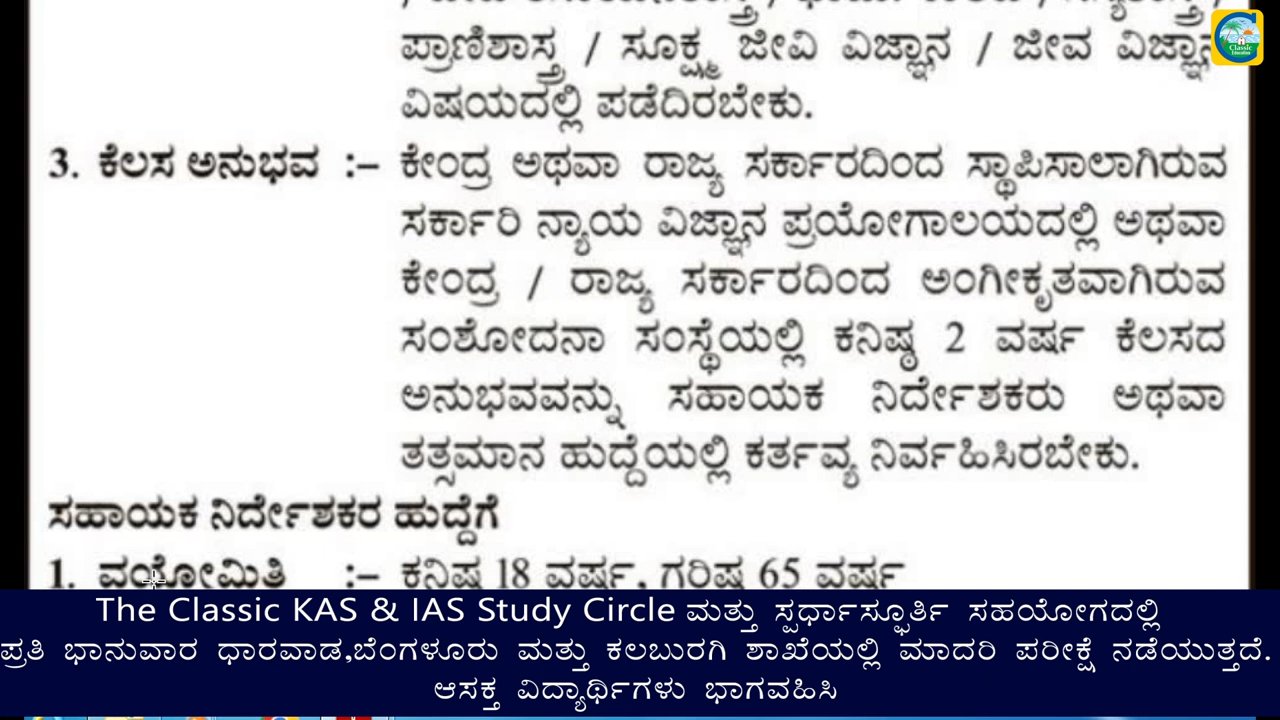 ಪ್ರಾಣಿಶಾಸ್ತ್ರ / ಸೂಕ್ಷ್ಮ ಜೀವಿ ವಿಜ್ಞಾನ / ಜೀವ ವಿಜ್ಞಾನ
ವಿಷಯದಲ್ಲಿ ಪಡೆದಿರಬೇಕು.
3. ಕೆಲಸ ಅನುಭವ :– ಕೇಂದ್ರ ಅಥವಾ ರಾಜ್ಯ ಸರ್ಕಾರದಿಂದ ಸ್ಥಾಪಿಸಾಲಾಗಿರುವ
ಸರ್ಕಾರಿ ನ್ಯಾಯ ವಿಜ್ಞಾನ ಪ್ರಯೋಗಾಲಯದಲ್ಲಿ ಅಥವಾ
ಕೇಂದ್ರ / ರಾಜ್ಯ ಸರ್ಕಾರದಿಂದ ಅಂಗೀಕೃತವಾಗಿರುವ
ಸಂಶೋದನಾ ಸಂಸ್ಥೆಯಲ್ಲಿ ಕನಿಷ್ಠ 2 ವರ್ಷ ಕೆಲಸದ
ಅನುಭವವನ್ನು ಸಹಾಯಕ ನಿರ್ದೇಶಕರು ಅಥವಾ
ತತ್ಸಮಾನ ಹುದ್ದೆಯಲ್ಲಿ ಕರ್ತವ್ಯ ನಿರ್ವಹಿಸಿರಬೇಕು.
ಸಹಾಯಕ ನಿರ್ದೇಶಕರ ಹುದ್ದೆಗೆ
1. ವಯೋಮಿತಿ :– ಕನಿಷ್ಠ 18 ವರ್ಷ, ಗರಿಷ್ಠ 65 ವರ್ಷ
The Classic KAS & IAS Study Circle ಮತ್ತು ಸ್ಪರ್ಧಾಸ್ಫೂರ್ತಿ ಸಹಯೋಗದಲ್ಲಿ
ಪ್ರತಿ ಭಾನುವಾರ ಧಾರವಾಡ,ಬೆಂಗಳೂರು ಮತ್ತು ಕಲಬುರಗಿ ಶಾಖೆಯಲ್ಲಿ ಮಾದರಿ ಪರೀಕ್ಷೆ ನಡೆಯುತ್ತದೆ.
ಆಸಕ್ತ ವಿದ್ಯಾರ್ಥಿಗಳು ಭಾಗವಹಿಸಿ
Classic
Education